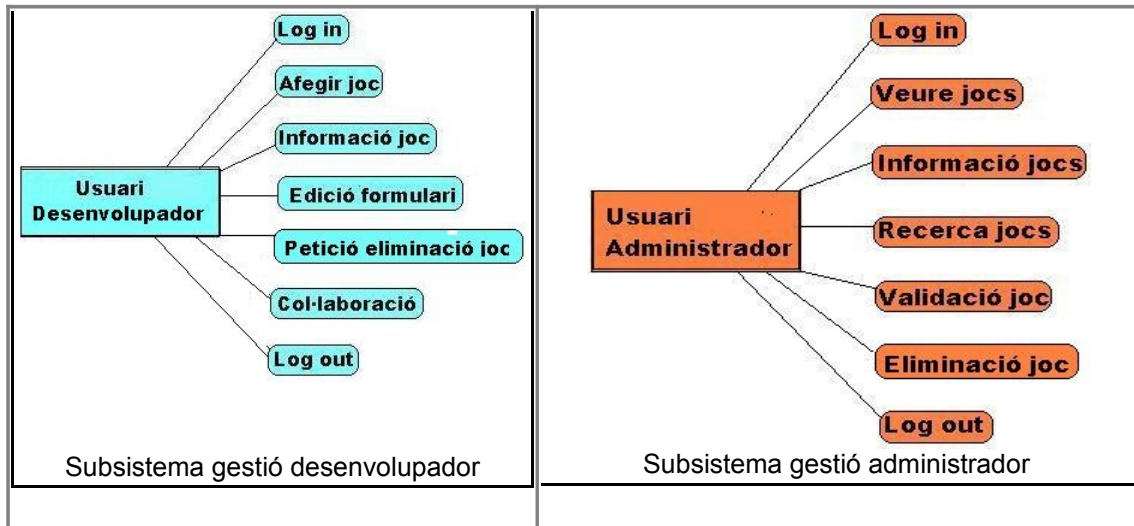 Log in
Afegir joc
Informació joc
Usuari
Desenvolupador
Edició formulari
Petició eliminació joc
Col·laboració
Log out
Subsistema gestió desenvolupador
Log in
Veure jocs
Informació jocs
Usuari
Administrador
Recerca jocs
Validació joc
Eliminació joc
Log out
Subsistema gestió administrador